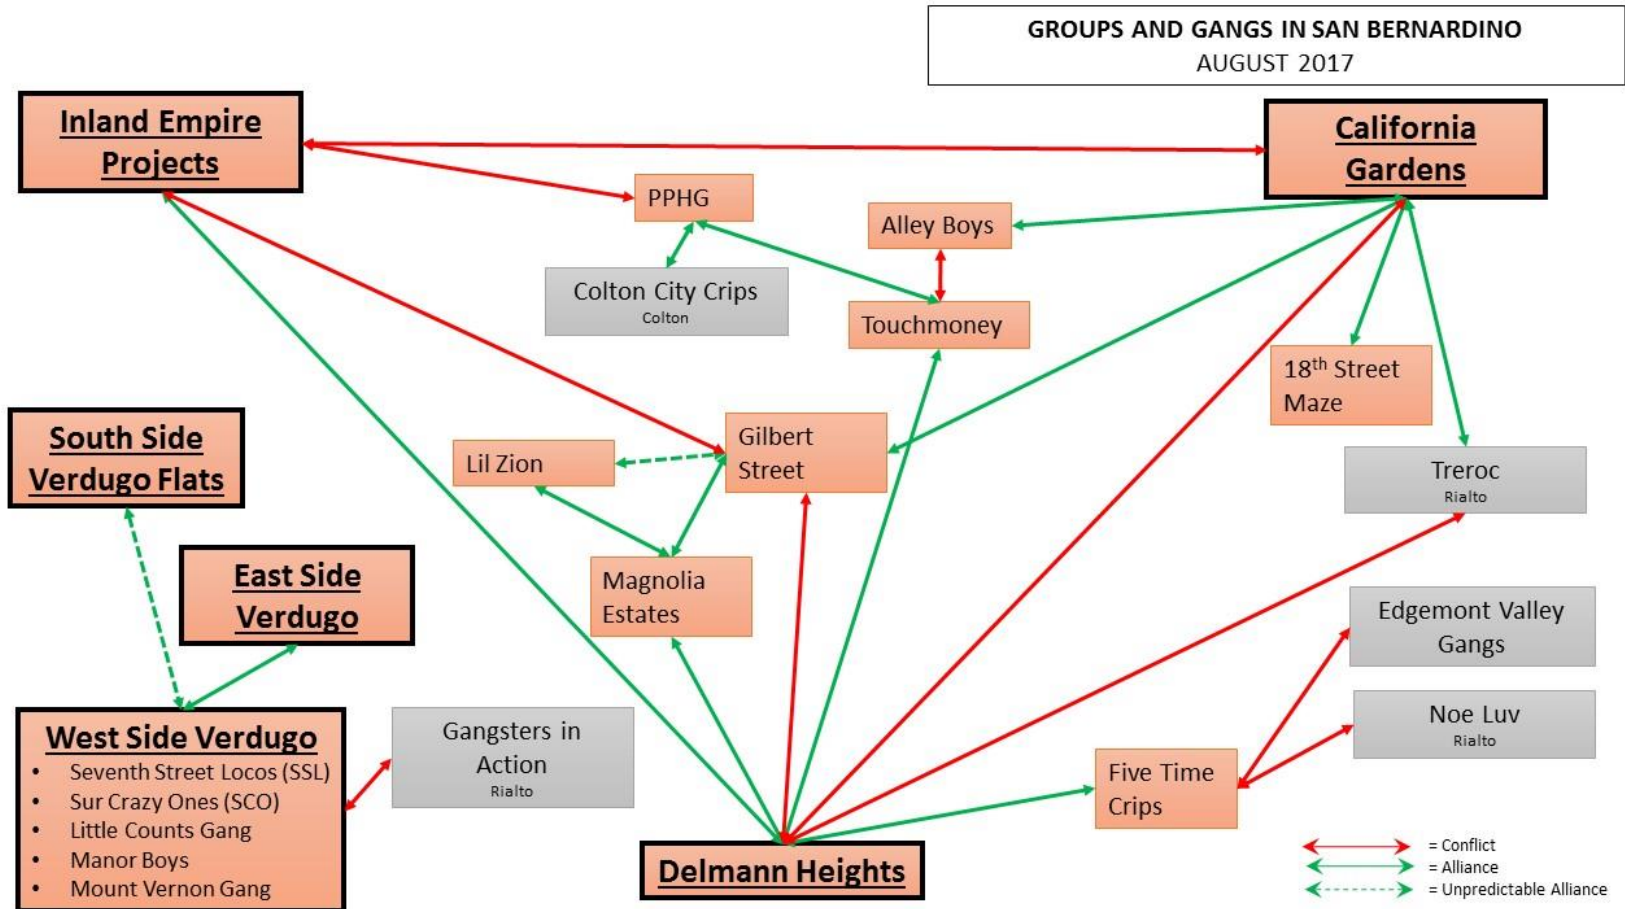 GROUPS AND GANGS IN SAN BERNARDINO
AUGUST 2017
Inland Empire
Projects
California
Gardens
PPHG
Alley Boys
Colton City Crips
Colton
Touchmoney
18th Street
Maze
South Side
Verdugo Flats
Lil Zion
Gilbert
Street
Treroc
Rialto
East Side
Verdugo
Magnolia
Estates
Edgemont Valley
Gangs
West Side Verdugo
• Seventh Street Locos (SSL)
• Sur Crazy Ones (SCO)
• Little Counts Gang
• Manor Boys
• Mount Vernon Gang
Gangsters in
Action
Rialto
Noe Luv
Rialto
Five Time
Crips
Delmann Heights
= Conflict
= Alliance
= Unpredictable Alliance